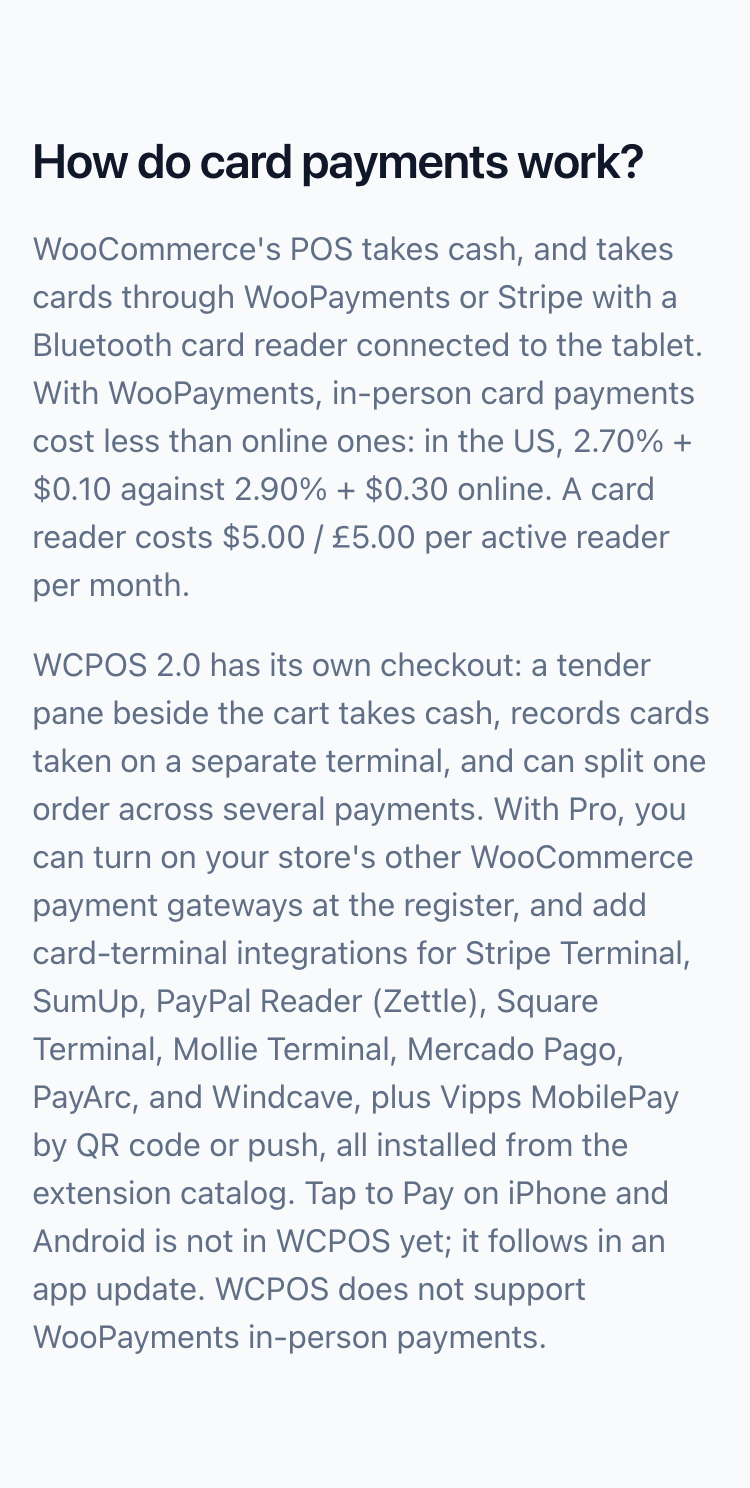 How do card payments work?
WooCommerce's POS takes cash, and takes
cards through WooPayments or Stripe with a
Bluetooth card reader connected to the tablet.
With WooPayments, in-person card payments
cost less than online ones: in the US, 2.70% +
$0.10 against 2.90% + $0.30 online. A card
reader costs $5.00 / £5.00 per active reader
per month.
WCPOS 2.0 has its own checkout: a tender
pane beside the cart takes cash, records cards
taken on a separate terminal, and can split one
order across several payments. With Pro, you
can turn on your store's other WooCommerce
payment gateways at the register, and add
card-terminal integrations for Stripe Terminal,
SumUp, PayPal Reader (Zettle), Square
Terminal, Mollie Terminal, Mercado Pago,
PayArc, and Windcave, plus Vipps MobilePay
by QR code or push, all installed from the
extension catalog. Tap to Pay on iPhone and
Android is not in WCPOS yet; it follows in an
app update. WCPOS does not support
WooPayments in-person payments.